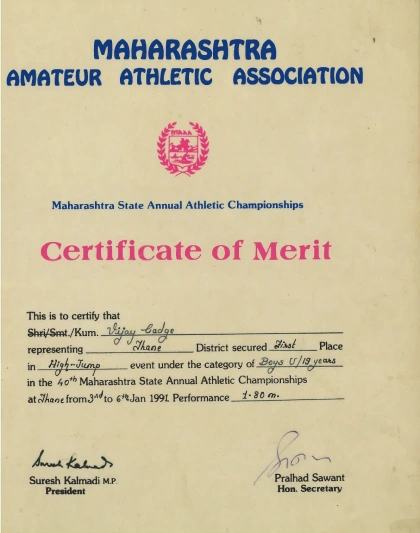 MAHARASHTRA
AMATEUR ATHLETIC ASSOCIATION
MAAA
Maharashtra State Annual Athletic Championships
Certificate of Merit
This is to certify that
Shri/Smt./Kum. Vijay Gadge
representing Thane District secured First Place
in High-Jump event under the category of Boys U/19 years
in the 40th Maharashtra State Annual Athletic Championships
at Thane from 3rd to 6th Jan 1991. Performance 1.80 m.
Suresh Kalmadi
Suresh Kalmadi M.P.
President
Pralhad Sawant
Hon. Secretary